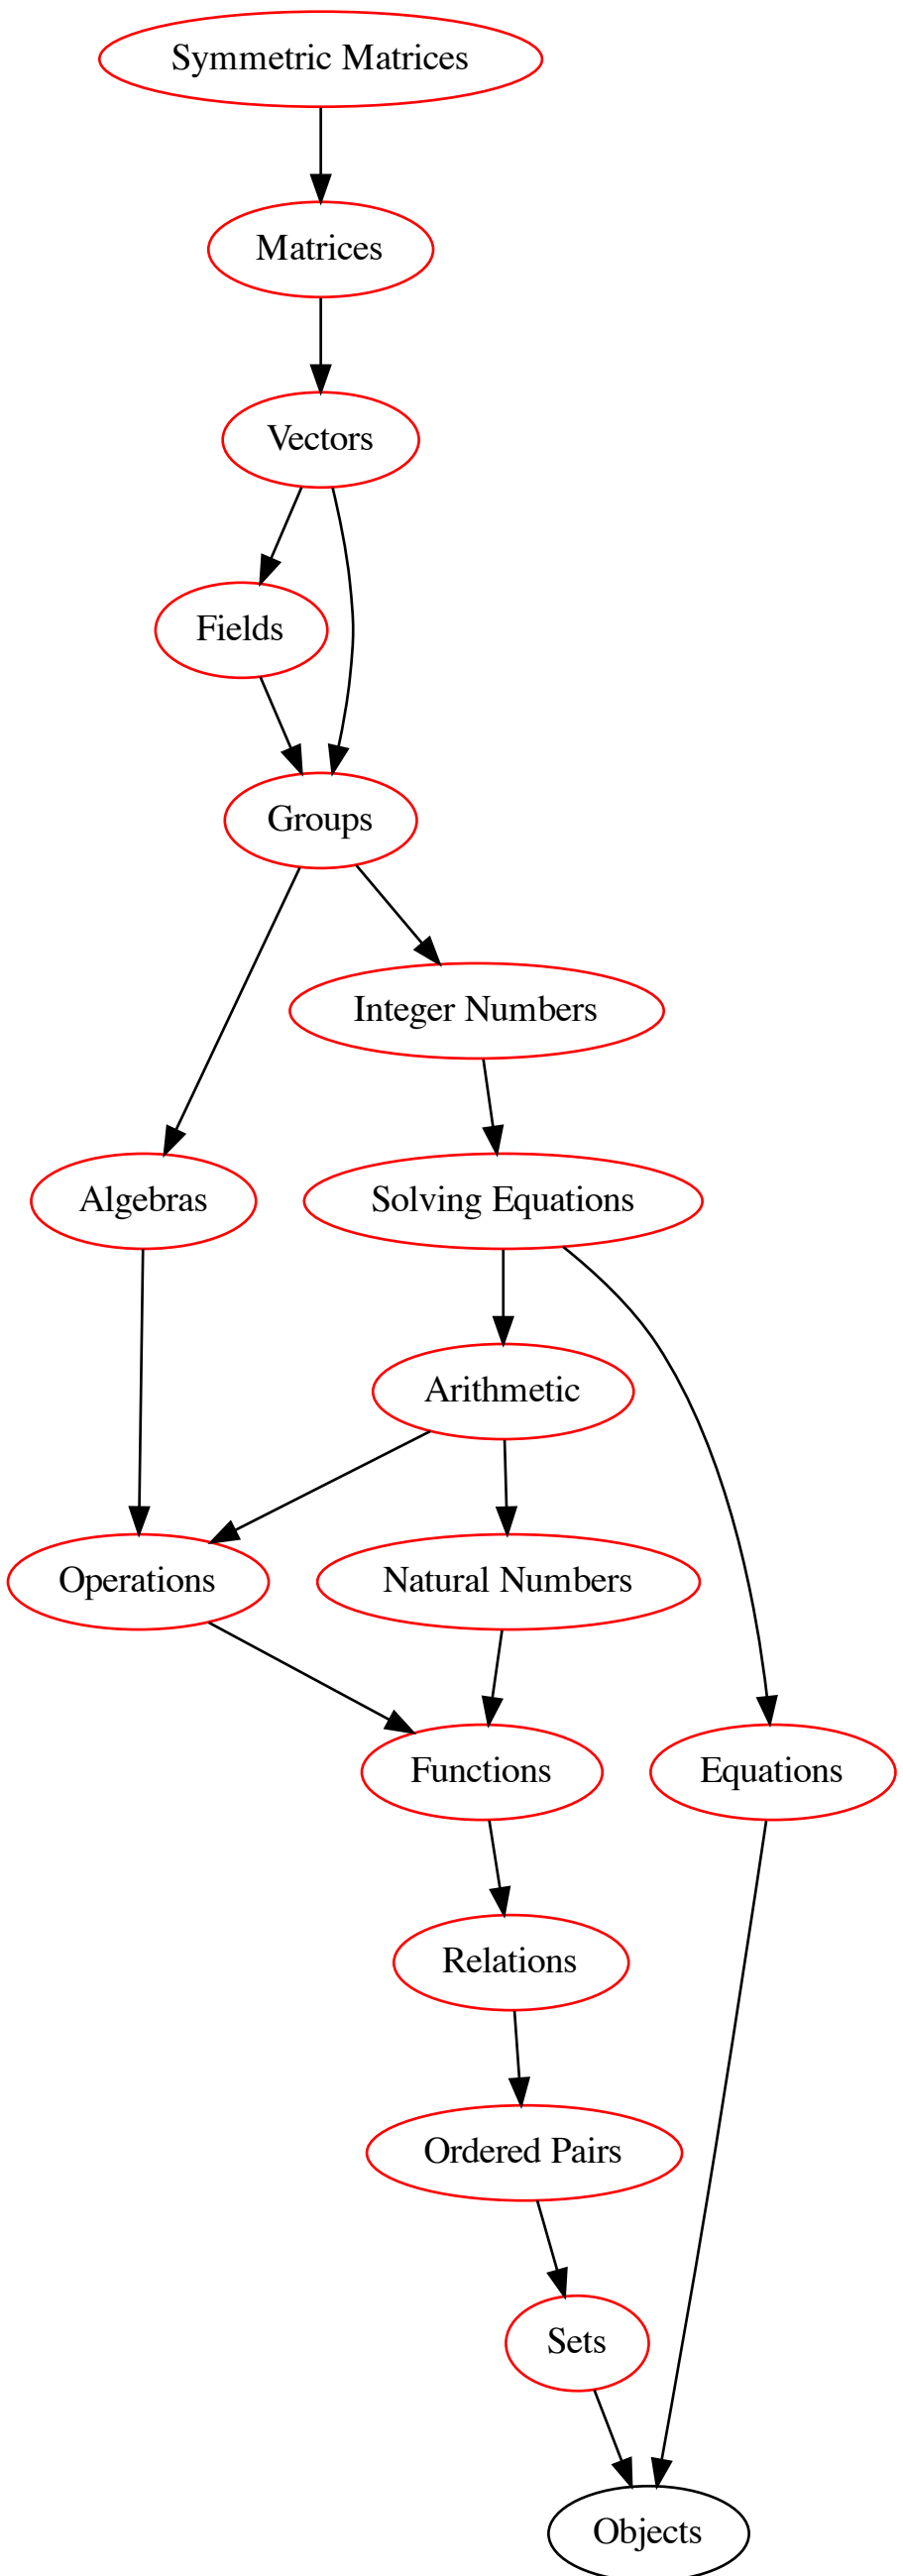 Symmetric Matrices
Matrices
Vectors
Fields
Groups
Integer Numbers
Algebras
Solving Equations
Arithmetic
Operations
Natural Numbers
Functions
Equations
Relations
Ordered Pairs
Sets
Objects